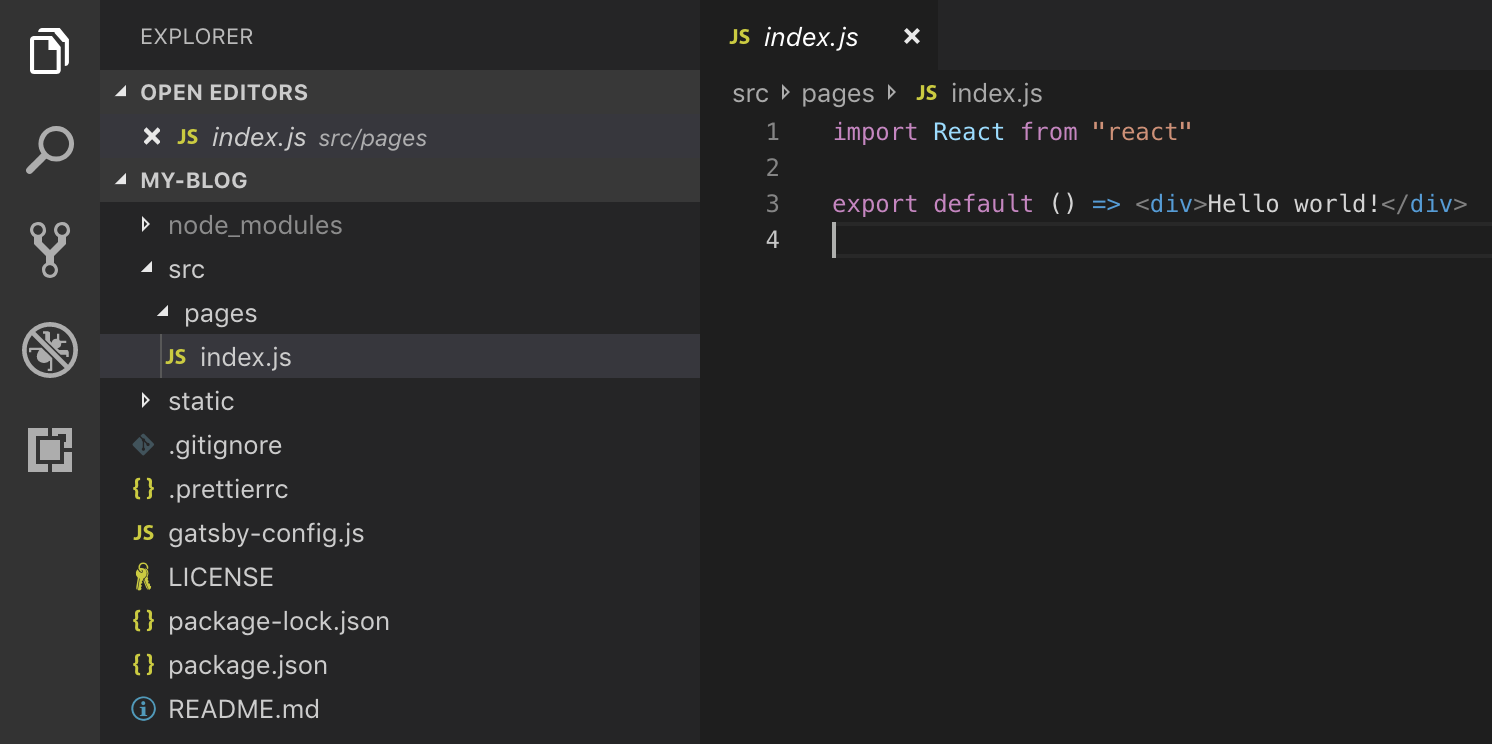 EXPLORER
OPEN EDITORS
JS index.js src/pages
MY-BLOG
node_modules
src
pages
JS index.js
static
.gitignore
{ } .prettierrc
JS gatsby-config.js
LICENSE
{ } package-lock.json
{ } package.json
README.md
JS index.js
src pages JS index.js
1 import React from "react"
2
3 export default () => <div>Hello world!</div>
4